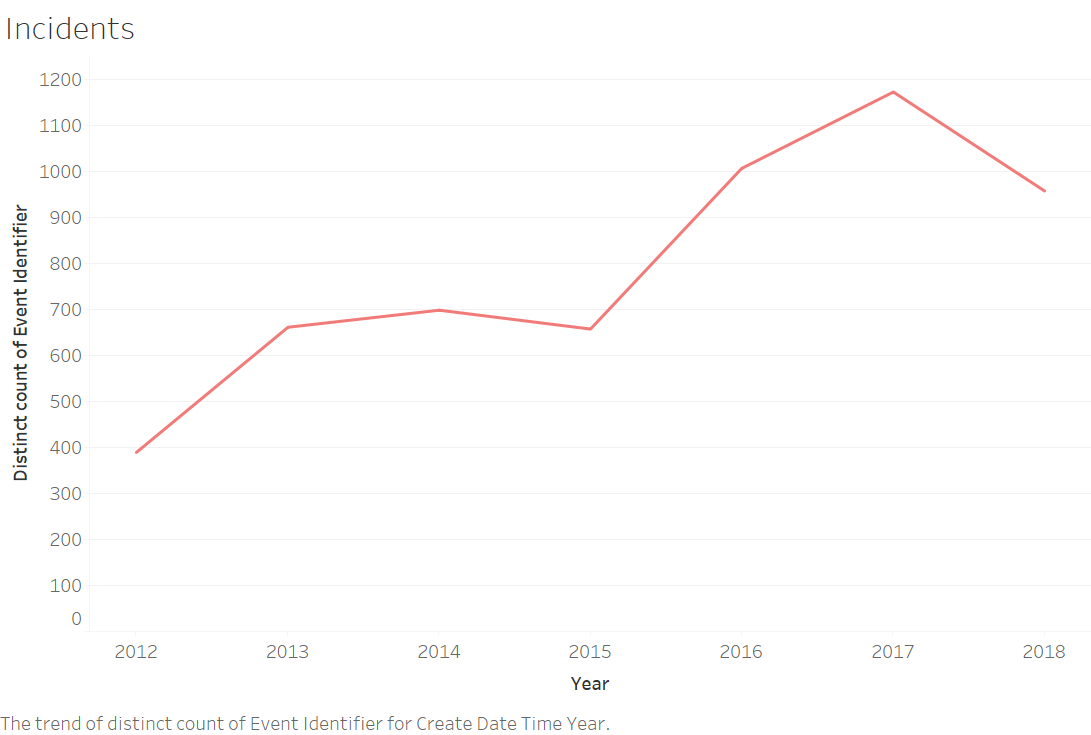 Incidents
1200
1100
1000
900
800
700
600
500
400
300
200
100
0
Distinct count of Event Identifier
2012 2013 2014 2015 2016 2017 2018
Year
The trend of distinct count of Event Identifier for Create Date Time Year.